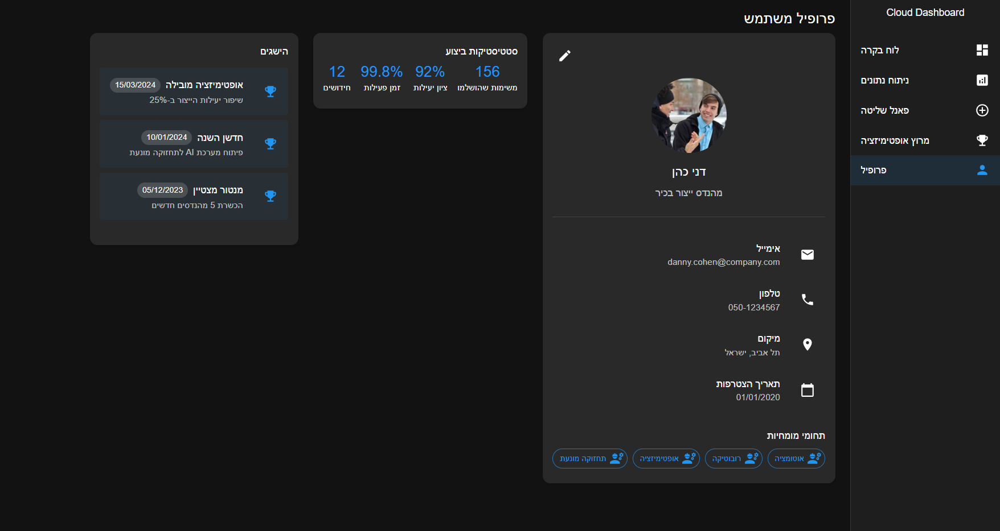 Cloud Dashboard
לוח בקרה
ניתוח נתונים
פאנל שליטה
מרוץ אופטימיזציה
פרופיל
פרופיל משתמש
דני כהן
מהנדס ייצור בכיר
אימייל
danny.cohen@company.com
טלפון
050-1234567
מיקום
תל אביב, ישראל
תאריך הצטרפות
01/01/2020
תחומי מומחיות
אוטומציה רובוטיקה אופטימיזציה תחזוקה מונעת
סטטיסטיקות ביצוע
156 92% 99.8% 12
משימות שהושלמו ציון יעילות זמן פעילות חידושים
הישגים
אופטימיזציה מובילה 15/03/2024
שיפור יעילות הייצור ב-25%
חדשן השנה 10/01/2024
פיתוח מערכת AI לתחזוקה מונעת
מנטור מצטיין 05/12/2023
הכשרת 5 מהנדסים חדשים